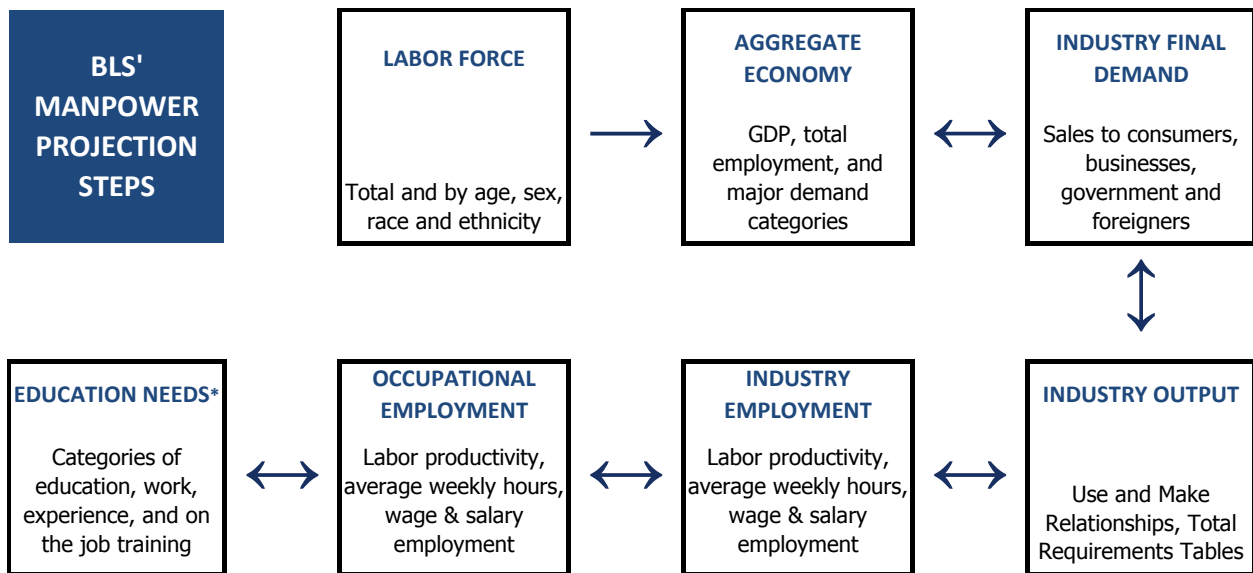 BLS'
MANPOWER
PROJECTION
STEPS
LABOR FORCE
Total and by age, sex,
race and ethnicity
AGGREGATE
ECONOMY
GDP, total
employment, and
major demand
categories
INDUSTRY FINAL
DEMAND
Sales to consumers,
businesses,
government and
foreigners
EDUCATION NEEDS*
Categories of
education, work,
experience, and on
the job training
OCCUPATIONAL
EMPLOYMENT
Labor productivity,
average weekly hours,
wage & salary
employment
INDUSTRY
EMPLOYMENT
Labor productivity,
average weekly hours,
wage & salary
employment
INDUSTRY OUTPUT
Use and Make
Relationships, Total
Requirements Tables